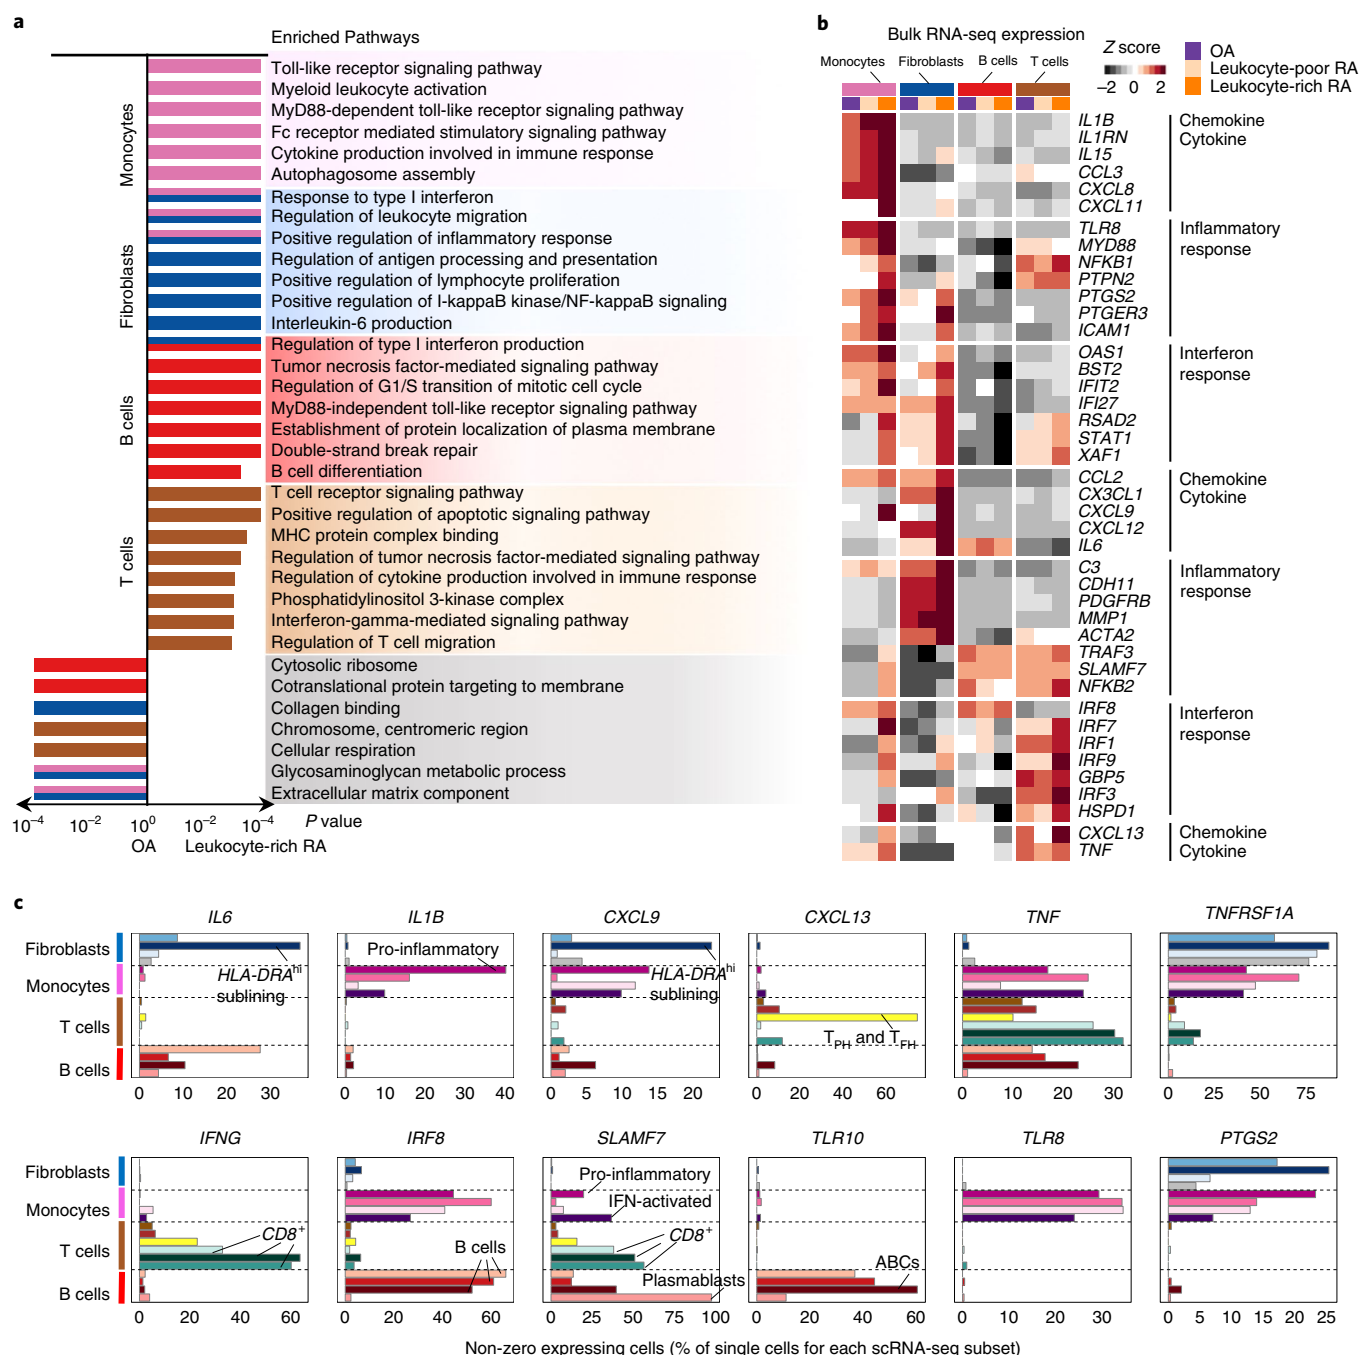 a
Enriched Pathways
Monocytes
Toll-like receptor signaling pathway
Myeloid leukocyte activation
MyD88-dependent toll-like receptor signaling pathway
Fc receptor mediated stimulatory signaling pathway
Cytokine production involved in immune response
Autophagosome assembly
Fibroblasts
Response to type I interferon
Regulation of leukocyte migration
Positive regulation of inflammatory response
Regulation of antigen processing and presentation
Positive regulation of lymphocyte proliferation
Positive regulation of I-kappaB kinase/NF-kappaB signaling
Interleukin-6 production
B cells
Regulation of type I interferon production
Tumor necrosis factor-mediated signaling pathway
Regulation of G1/S transition of mitotic cell cycle
MyD88-independent toll-like receptor signaling pathway
Establishment of protein localization of plasma membrane
Double-strand break repair
B cell differentiation
T cells
T cell receptor signaling pathway
Positive regulation of apoptotic signaling pathway
MHC protein complex binding
Regulation of tumor necrosis factor-mediated signaling pathway
Regulation of cytokine production involved in immune response
Phosphatidylinositol 3-kinase complex
Interferon-gamma-mediated signaling pathway
Regulation of T cell migration
Cytosolic ribosome
Cotranslational protein targeting to membrane
Collagen binding
Chromosome, centromeric region
Cellular respiration
Glycosaminoglycan metabolic process
Extracellular matrix component
10⁻⁴ 10⁻² 10⁰ 10⁻² 10⁻⁴ P value
OA Leukocyte-rich RA
b
Bulk RNA-seq expression
Monocytes Fibroblasts B cells T cells
Z score
−2 0 2
OA
Leukocyte-poor RA
Leukocyte-rich RA
IL1B
IL1RN
IL15
CCL3
CXCL8
CXCL11
Chemokine
Cytokine
TLR8
MYD88
NFKB1
PTPN2
PTGS2
PTGER3
ICAM1
Inflammatory
response
OAS1
BST2
IFIT2
IFI27
RSAD2
STAT1
XAF1
Interferon
response
CCL2
CX3CL1
CXCL9
CXCL12
IL6
Chemokine
Cytokine
C3
CDH11
PDGFRB
MMP1
ACTA2
TRAF3
SLAMF7
NFKB2
Inflammatory
response
IRF8
IRF7
IRF1
IRF9
GBP5
IRF3
HSPD1
Interferon
response
CXCL13
TNF
Chemokine
Cytokine
c
IL6 IL1B CXCL9 CXCL13 TNF TNFRSF1A
Fibroblasts
Monocytes
T cells
B cells
HLA-DRAʰⁱ
sublining
Pro-inflammatory
HLA-DRAʰⁱ
sublining
T_PH and T_FH
0 10 20 30
0 10 20 30 40
0 10 20
0 20 40 60
0 10 20 30
0 25 50 75
IFNG IRF8 SLAMF7 TLR10 TLR8 PTGS2
Fibroblasts
Monocytes
T cells
B cells
CD8⁺
B cells
Pro-inflammatory
IFN-activated
CD8⁺
Plasmablasts
ABCs
0 20 40 60
0 20 40 60
0 25 50 75 100
0 20 40 60
0 10 20 30
0 5 10 15 20 25
Non-zero expressing cells (% of single cells for each scRNA-seq subset)